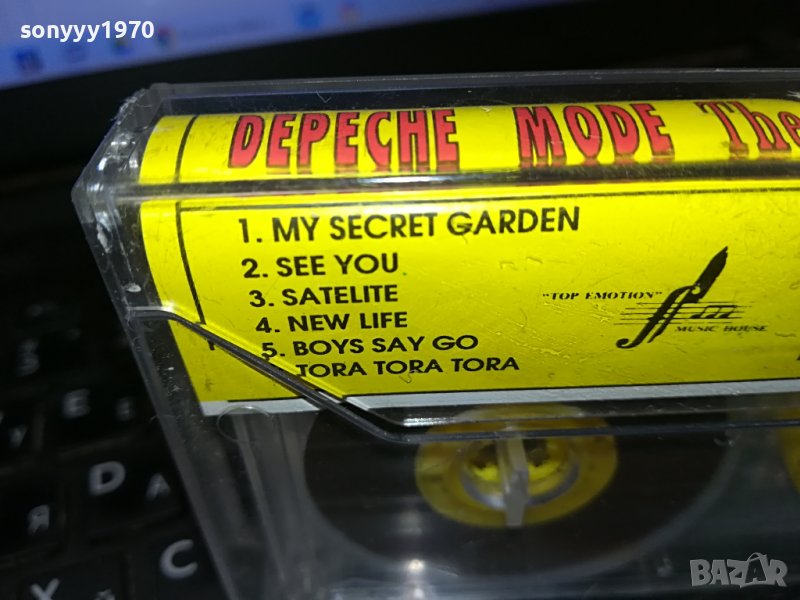 sonyyy1970
DEPECHE MODE The
1. MY SECRET GARDEN
2. SEE YOU
3. SATELITE
4. NEW LIFE
5. BOYS SAY GO
TORA TORA TORA
"TOP EMOTION"
MUSIC HOUSE
BAZAR